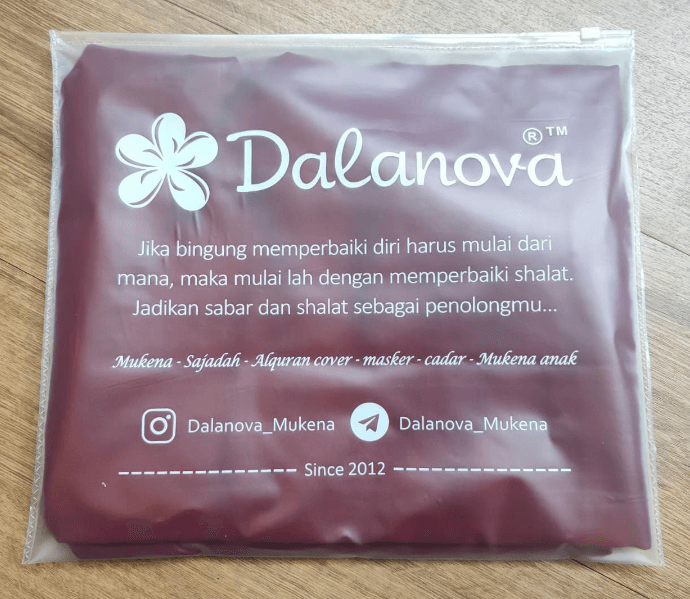 Dalanova ® ™
Jika bingung memperbaiki diri harus mulai dari
mana, maka mulai lah dengan memperbaiki shalat.
Jadikan sabar dan shalat sebagai penolongmu...
Mukena - Sajadah - Alquran cover - masker - cadar - Mukena anak
Dalanova_Mukena Dalanova_Mukena
Since 2012